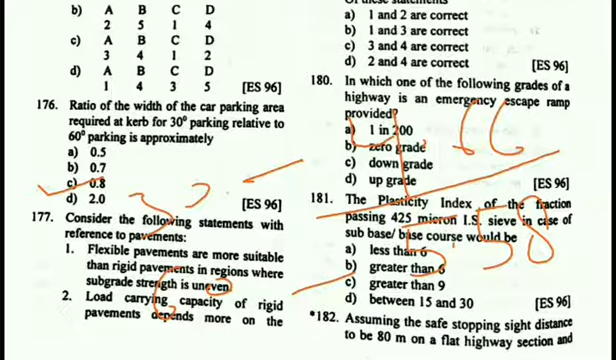 b) A B C D
2 5 1 4
c) A B C D
3 4 1 2
d) A B C D
1 4 3 5 [ES 96]
176. Ratio of the width of the car parking area
required at kerb for 30° parking relative to
60° parking is approximately
a) 0.5
b) 0.7
c) 0.8
d) 2.0
[ES 96]
177. Consider the following statements with
reference to pavements:
1. Flexible pavements are more suitable
than rigid pavements in regions where
subgrade strength is uneven
2. Load carrying capacity of rigid
pavements depends more on the
statements
a) 1 and 2 are correct
b) 1 and 3 are correct
c) 3 and 4 are correct
d) 2 and 4 are correct
[ES 96]
180. In which one of the following grades of a
highway is an emergency escape ramp
provided?
a) 1 in 200
b) zero grade
c) down grade
d) up grade
[ES 96]
181. The Plasticity Index of the fraction
passing 425 micron I.S. sieve in case of
sub base/ base course would be
a) less than 6
b) greater than 6
c) greater than 9
d) between 15 and 30 [ES 96]
*182. Assuming the safe stopping sight distance
to be 80 m on a flat highway section and